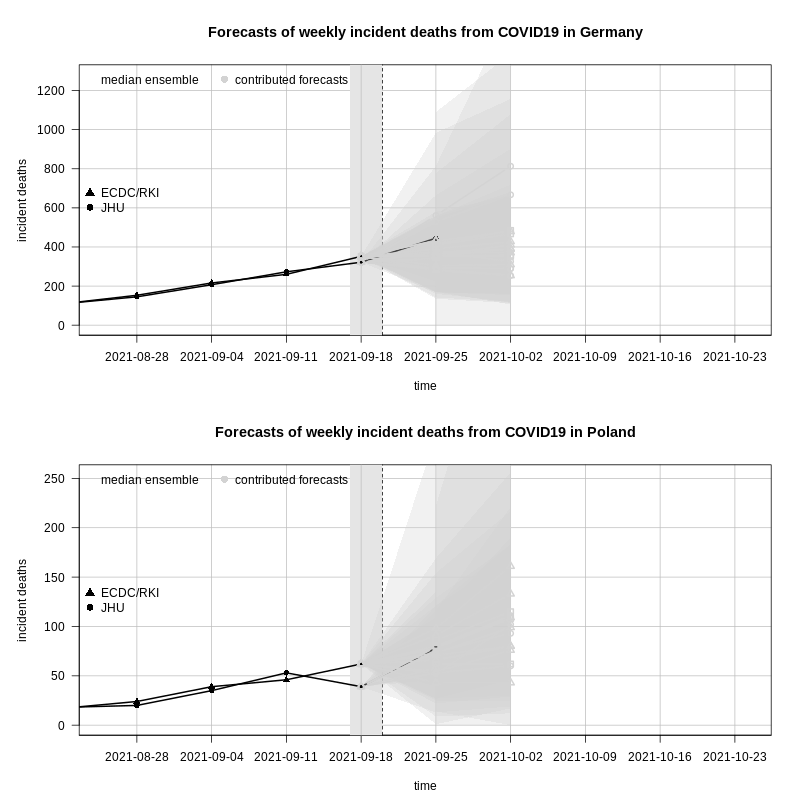 Forecasts of weekly incident deaths from COVID19 in Germany
median ensemble contributed forecasts
1200
1000
800
600
400
200
0
incident deaths
ECDC/RKI
JHU
2021-08-28 2021-09-04 2021-09-11 2021-09-18 2021-09-25 2021-10-02 2021-10-09 2021-10-16 2021-10-23
time
Forecasts of weekly incident deaths from COVID19 in Poland
median ensemble contributed forecasts
250
200
150
100
50
0
incident deaths
ECDC/RKI
JHU
2021-08-28 2021-09-04 2021-09-11 2021-09-18 2021-09-25 2021-10-02 2021-10-09 2021-10-16 2021-10-23
time